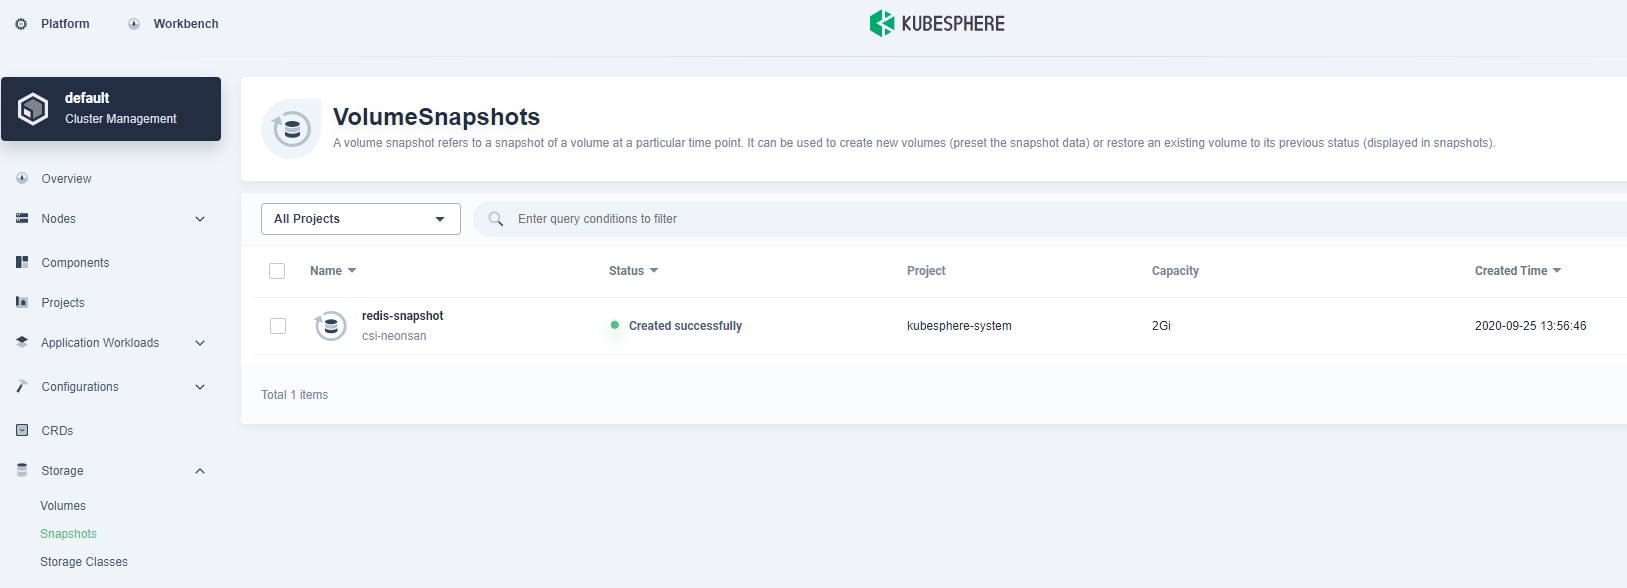 Platform Workbench KUBESPHERE
default
Cluster Management
Overview
Nodes
Components
Projects
Application Workloads
Configurations
CRDs
Storage
Volumes
Snapshots
Storage Classes
VolumeSnapshots
A volume snapshot refers to a snapshot of a volume at a particular time point. It can be used to create new volumes (preset the snapshot data) or restore an existing volume to its previous status (displayed in snapshots).
All Projects Enter query conditions to filter
Name Status Project Capacity Created Time
redis-snapshot
csi-neonsan
Created successfully kubesphere-system 2Gi 2020-09-25 13:56:46
Total 1 items